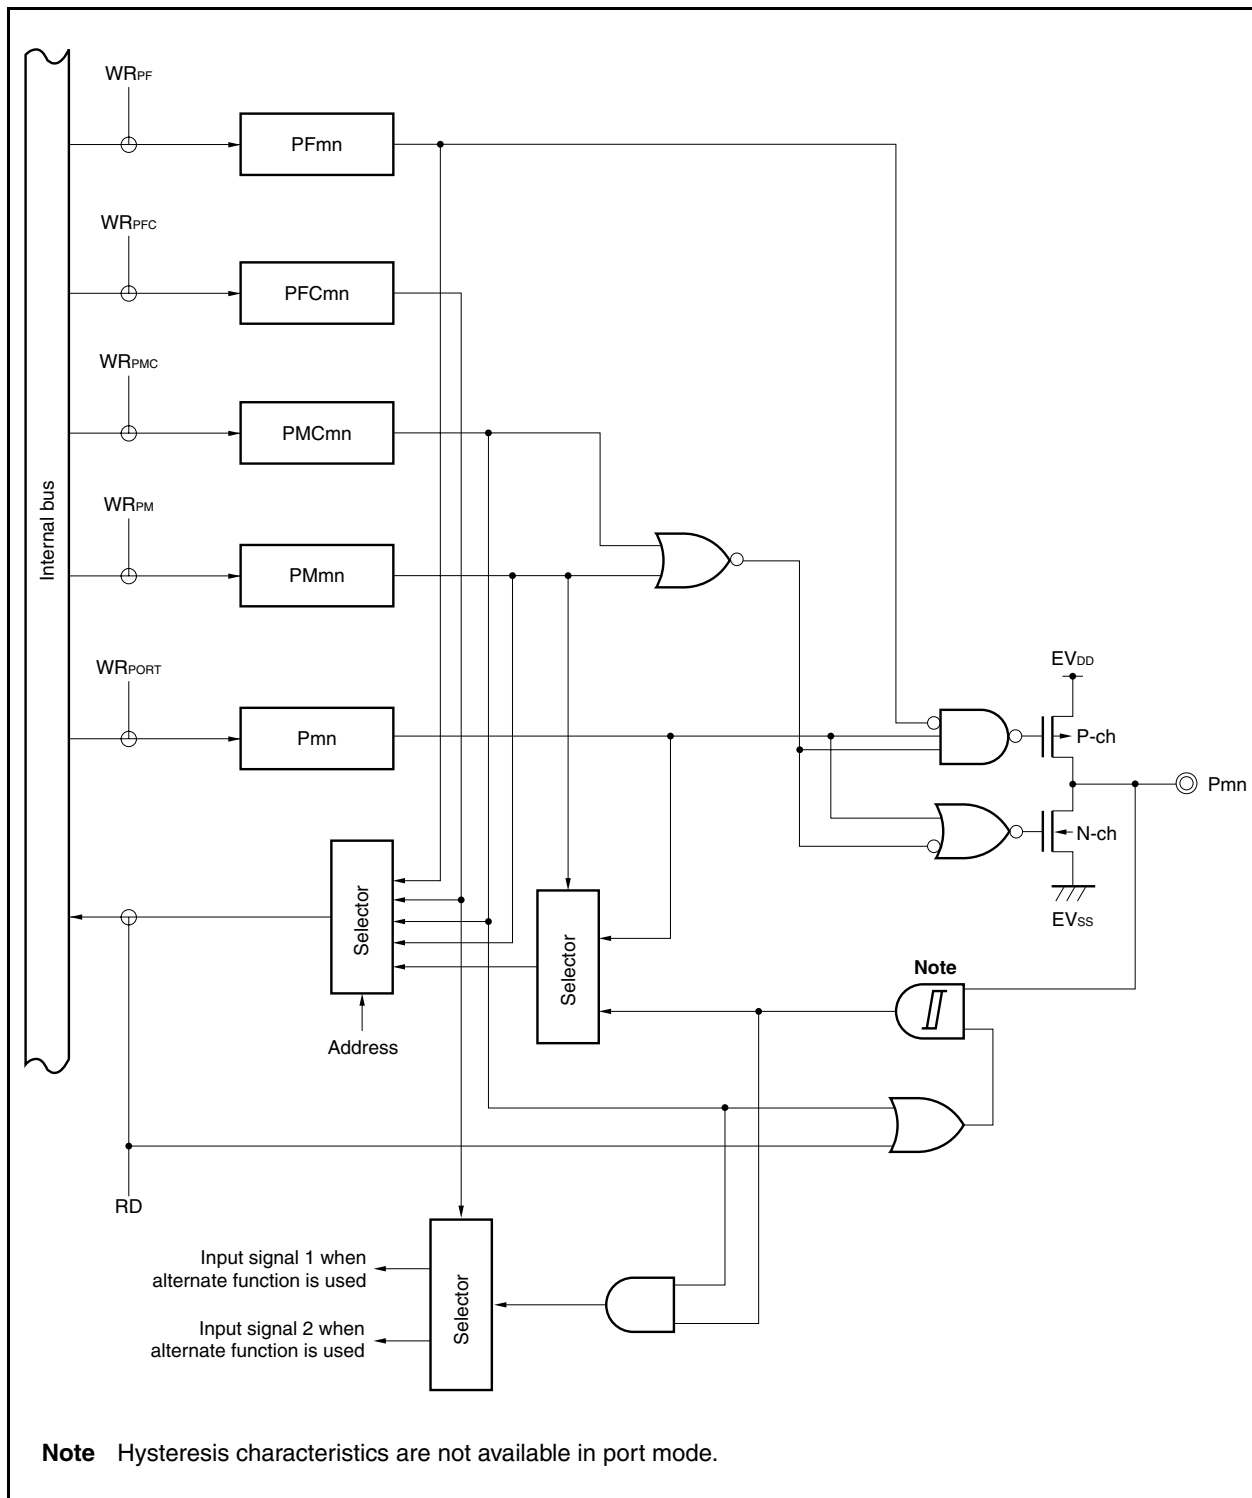 WRPF
PFmn
WRPFC
PFCmn
WRPMC
PMCmn
Internal bus
WRPM
PMmn
WRPORT
Pmn
EVDD
P-ch
Pmn
N-ch
EVSS
Selector
Selector
Note
Address
RD
Input signal 1 when
alternate function is used
Input signal 2 when
alternate function is used
Selector
Note Hysteresis characteristics are not available in port mode.